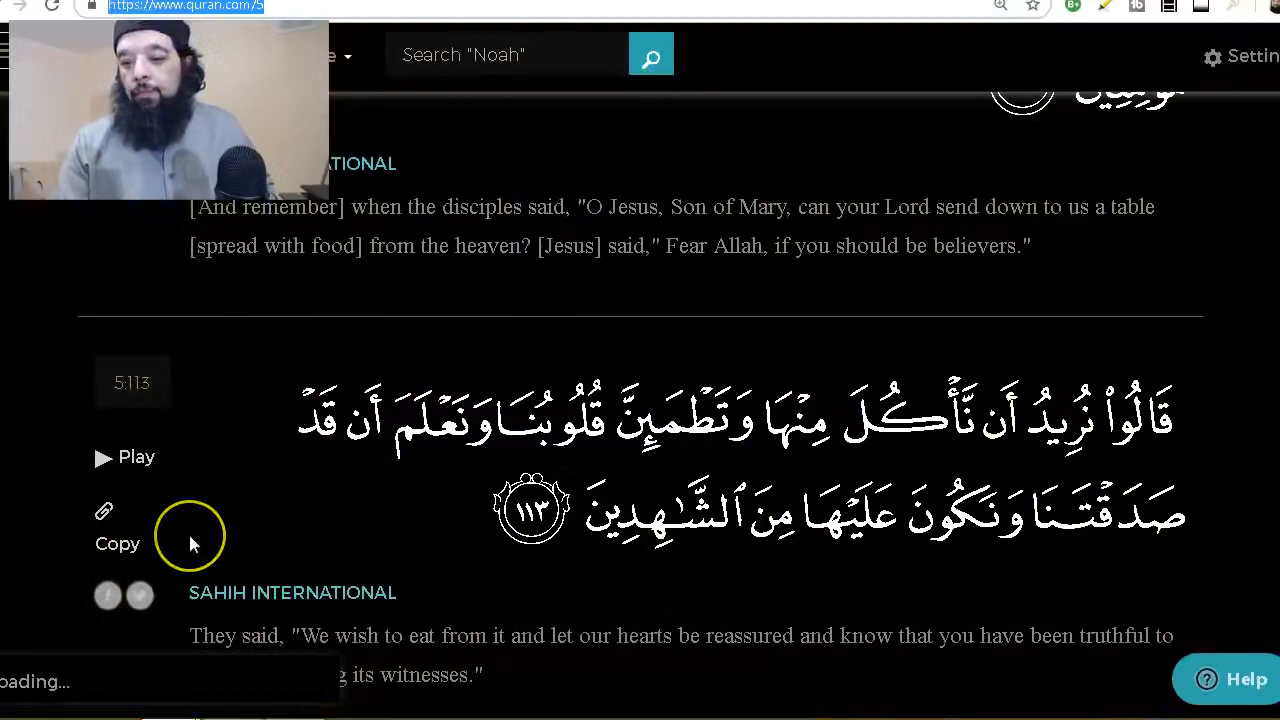 https://www.quran.com/5
Search "Noah"
[And remember] when the disciples said, "O Jesus, Son of Mary, can your Lord send down to us a table
[spread with food] from the heaven? [Jesus] said," Fear Allah, if you should be believers."
5:113
قَالُوا۟ نُرِيدُ أَن نَّأْكُلَ مِنْهَا وَتَطْمَئِنَّ قُلُوبُنَا وَنَعْلَمَ أَن قَدْ
Play
صَدَقْتَنَا وَنَكُونَ عَلَيْهَا مِنَ ٱلشَّـٰهِدِينَ ١١٣
Copy
SAHIH INTERNATIONAL
They said, "We wish to eat from it and let our hearts be reassured and know that you have been truthful to
its witnesses."
Help